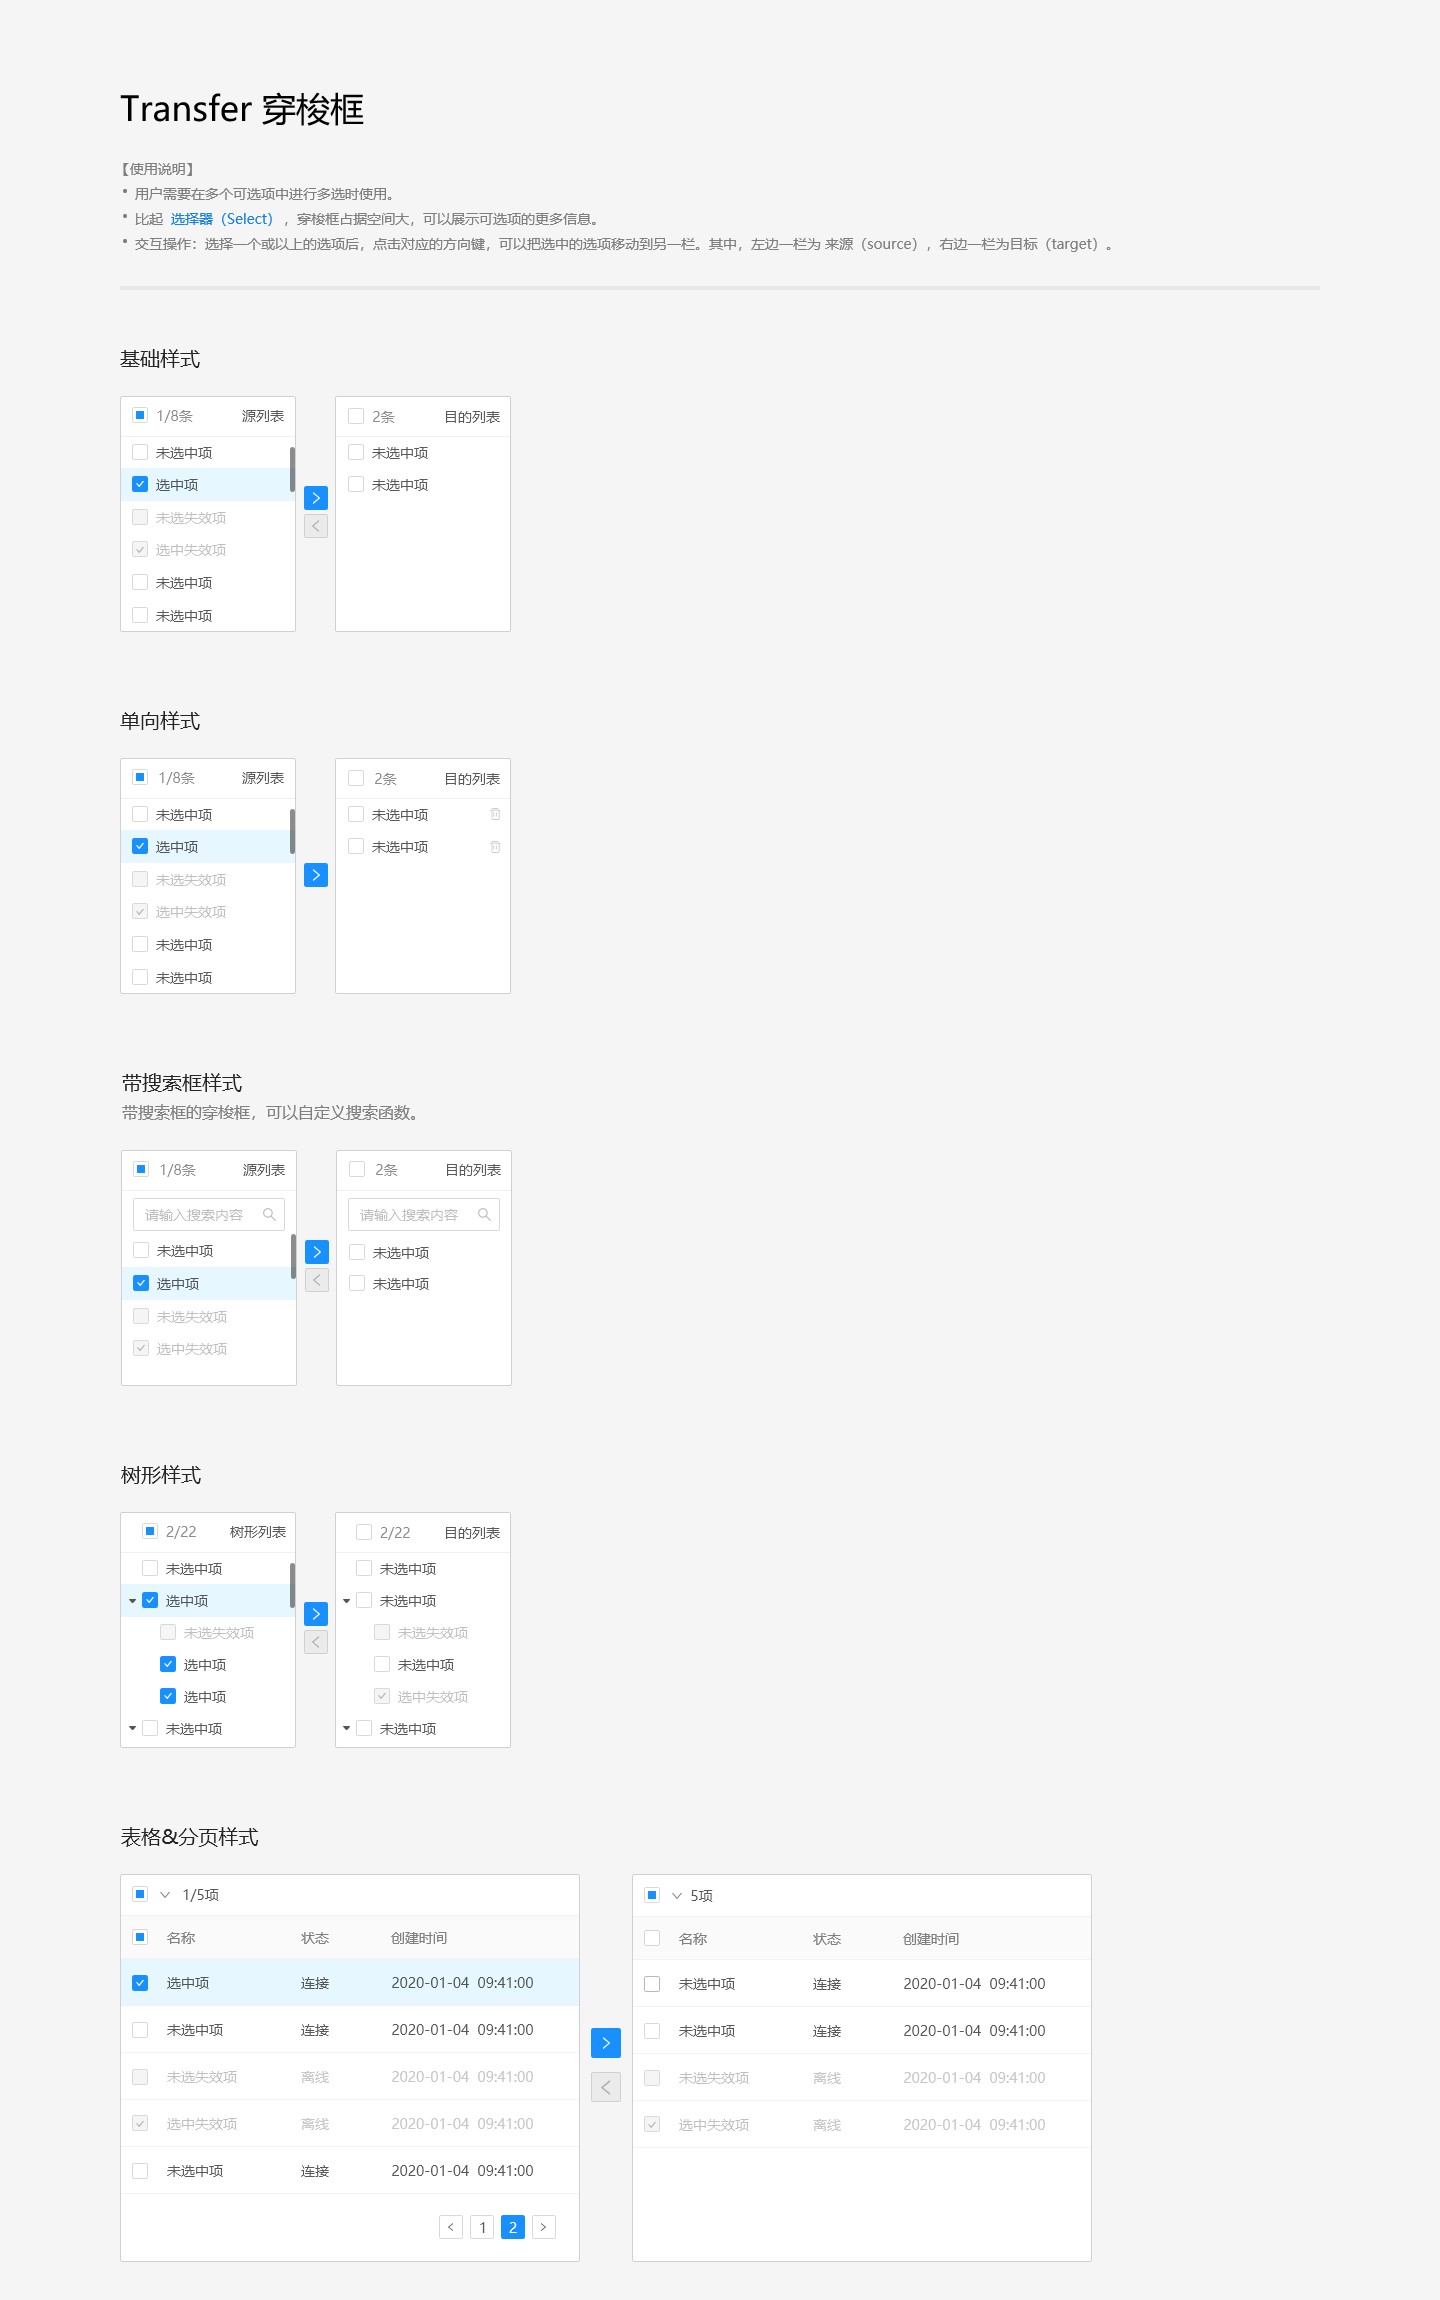 Transfer 穿梭框
【使用说明】
• 用户需要在多个可选项中进行多选时使用。
• 比起 选择器（Select），穿梭框占据空间大，可以展示可选项的更多信息。
• 交互操作：选择一个或以上的选项后，点击对应的方向键，可以把选中的选项移动到另一栏。其中，左边一栏为 来源（source），右边一栏为目标（target）。
基础样式
1/8条 源列表
未选中项
选中项
未选失效项
选中失效项
未选中项
未选中项
2条 目的列表
未选中项
未选中项
单向样式
1/8条 源列表
未选中项
选中项
未选失效项
选中失效项
未选中项
未选中项
2条 目的列表
未选中项
未选中项
带搜索框样式
带搜索框的穿梭框，可以自定义搜索函数。
1/8条 源列表
请输入搜索内容
未选中项
选中项
未选失效项
选中失效项
2条 目的列表
请输入搜索内容
未选中项
未选中项
树形样式
2/22 树形列表
未选中项
选中项
未选失效项
选中项
选中项
未选中项
2/22 目的列表
未选中项
未选中项
未选失效项
未选中项
选中失效项
未选中项
表格&分页样式
1/5项
名称 状态 创建时间
选中项 连接 2020-01-04 09:41:00
未选中项 连接 2020-01-04 09:41:00
未选失效项 离线 2020-01-04 09:41:00
选中失效项 离线 2020-01-04 09:41:00
未选中项 连接 2020-01-04 09:41:00
1 2
5项
名称 状态 创建时间
未选中项 连接 2020-01-04 09:41:00
未选中项 连接 2020-01-04 09:41:00
未选失效项 离线 2020-01-04 09:41:00
选中失效项 离线 2020-01-04 09:41:00